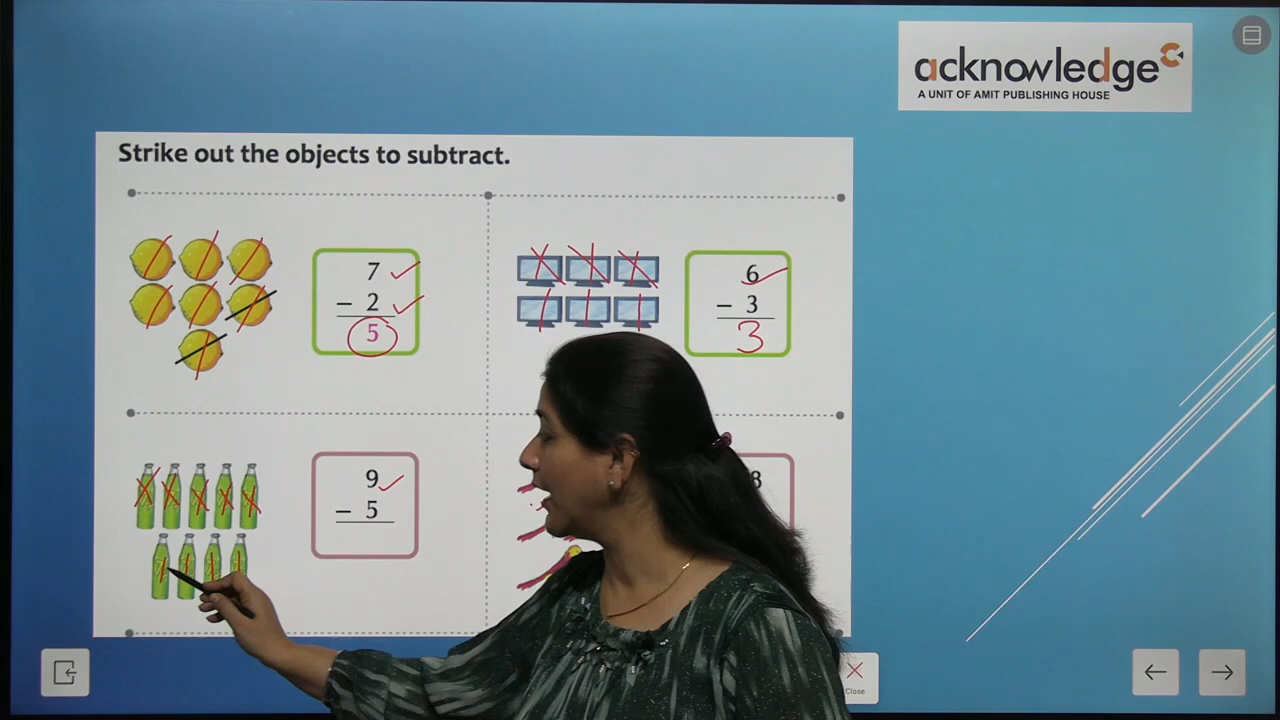 acknowledge
A UNIT OF AMIT PUBLISHING HOUSE
Strike out the objects to subtract.
7
- 2
5
6
- 3
3
9
- 5
8
Close